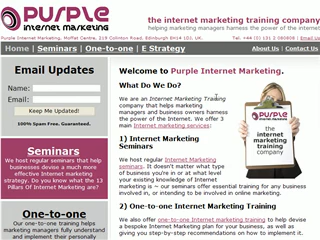 PURPLE
INTERNET MARKETING
the internet marketing training company
helping marketing managers harness the power of the internet
Purple Internet Marketing, Moffat Centre, 219 Colinton Road, Edinburgh EH14 1DJ, UK. Tel. +44 (0) 131 2 080808 | Email Us
Home | Seminars | One-to-one | E Strategy
About Us | Contact Us
Email Updates
Name:
Email:
Keep Me Updated!
100% Spam Free. Guaranteed.
Seminars
We host regular seminars that help
businesses devise a much more
effective Internet marketing
strategy. Do you know what the 13
Pillars Of Internet Marketing are?
One-to-one
Our one-to-one training helps
marketing managers fully
understand and
implement their personally
Welcome to Purple Internet Marketing.
What Do We Do?
We are an Internet Marketing Training
company that helps marketing
managers and business owners harness
the power of the Internet. We offer 3
main Internet marketing services:
1) Internet Marketing
Seminars
We host regular Internet Marketing
seminars. It doesn't matter what type
of business you're in or at what
level your existing knowledge of Internet
marketing is ~ our seminars offer essential training for any business
involved in, or intending to be involved in online marketing.
2) One-to-one Internet Marketing Training
We also offer one-to-one Internet marketing training to help devise
a bespoke Internet Marketing plan for your business, as well as
giving you step-by-step recommendations on how to implement it.
PURPLE
INTERNET MARKETING
the
internet
marketing
training
company